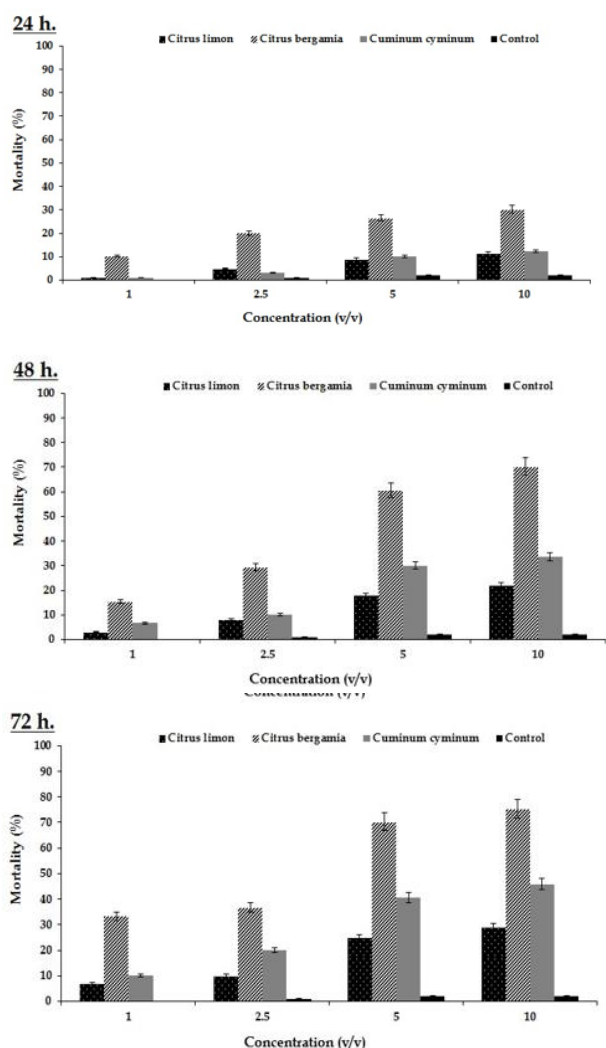 24 h.
Citrus limon Citrus bergamia Cuminum cyminum Control
100
90
80
70
60
50
40
30
20
10
0
Mortality (%)
1 2.5 5 10
Concentration (v/v)
48 h.
Citrus limon Citrus bergamia Cuminum cyminum Control
100
90
80
70
60
50
40
30
20
10
0
Mortality (%)
1 2.5 5 10
Concentration (v/v)
Concentration (v/v)
72 h.
Citrus limon Citrus bergamia Cuminum cyminum Control
100
90
80
70
60
50
40
30
20
10
0
Mortality (%)
1 2.5 5 10
Concentration (v/v)